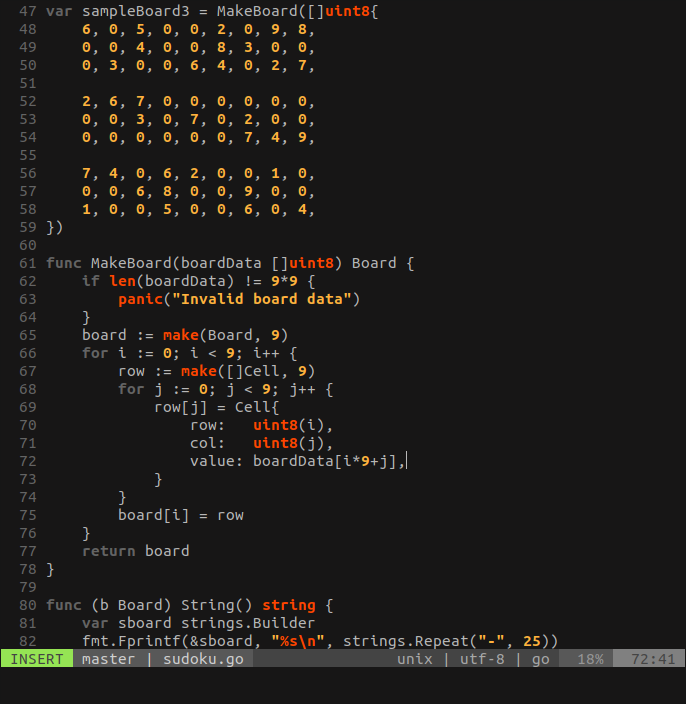 47 var sampleBoard3 = MakeBoard([]uint8{
48     6, 0, 5, 0, 0, 2, 0, 9, 8,
49     0, 0, 4, 0, 0, 8, 3, 0, 0,
50     0, 3, 0, 0, 6, 4, 0, 2, 7,
51
52     2, 6, 7, 0, 0, 0, 0, 0, 0,
53     0, 0, 3, 0, 7, 0, 2, 0, 0,
54     0, 0, 0, 0, 0, 0, 7, 4, 9,
55
56     7, 4, 0, 6, 2, 0, 0, 1, 0,
57     0, 0, 6, 8, 0, 0, 9, 0, 0,
58     1, 0, 0, 5, 0, 0, 6, 0, 4,
59 })
60
61 func MakeBoard(boardData []uint8) Board {
62     if len(boardData) != 9*9 {
63         panic("Invalid board data")
64     }
65     board := make(Board, 9)
66     for i := 0; i < 9; i++ {
67         row := make([]Cell, 9)
68         for j := 0; j < 9; j++ {
69             row[j] = Cell{
70                 row:   uint8(i),
71                 col:   uint8(j),
72                 value: boardData[i*9+j],
73             }
74         }
75         board[i] = row
76     }
77     return board
78 }
79
80 func (b Board) String() string {
81     var sboard strings.Builder
82     fmt.Fprintf(&sboard, "%s\n", strings.Repeat("-", 25))
INSERT master | sudoku.go unix | utf-8 | go 18% 72:41